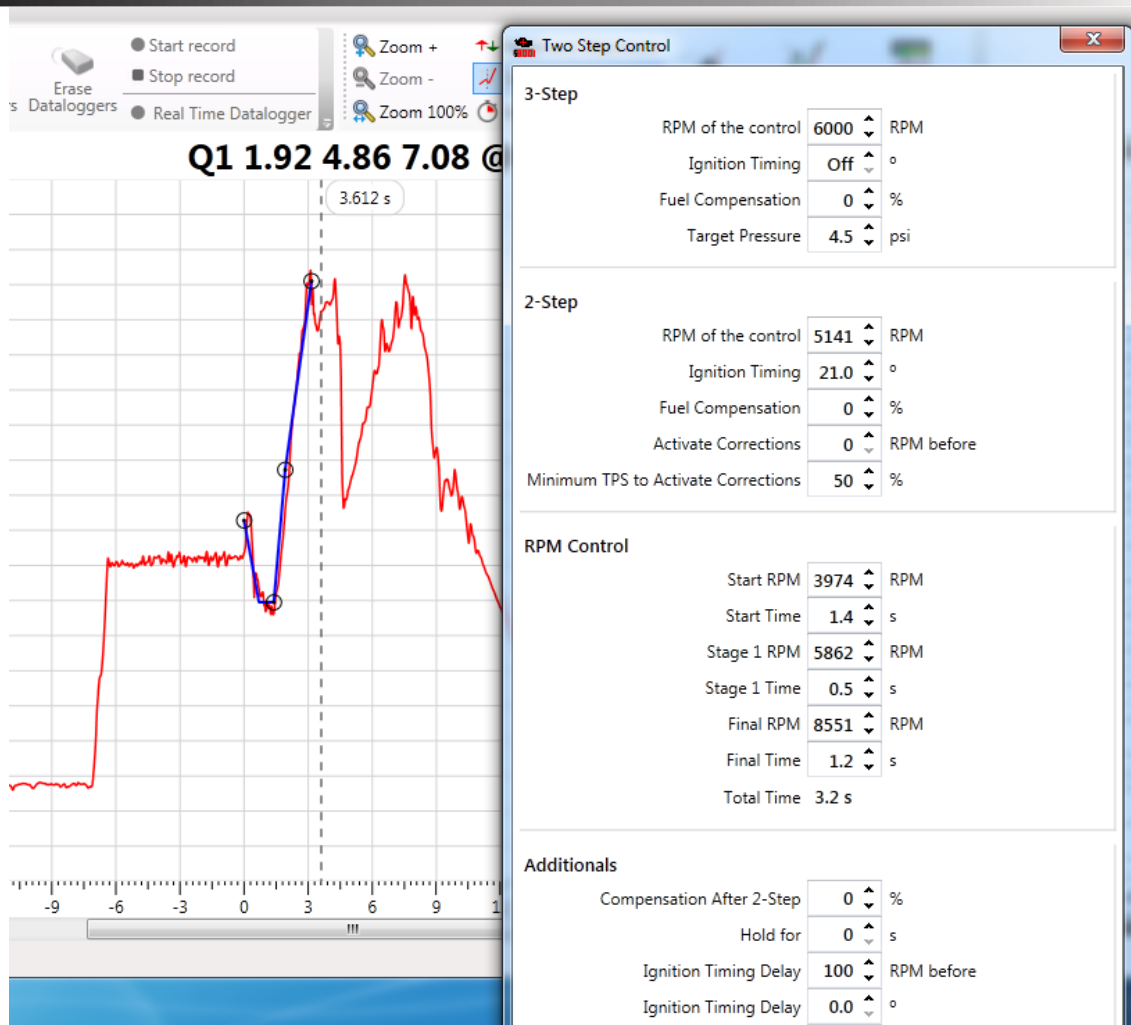 Start record
Stop record
Real Time Datalogger
Erase
Dataloggers
Zoom +
Zoom -
Zoom 100%
Q1 1.92 4.86 7.08 @
3.612 s
-9 -6 -3 0 3 6 9 1
Two Step Control
X
3-Step
RPM of the control 6000 RPM
Ignition Timing Off °
Fuel Compensation 0 %
Target Pressure 4.5 psi
2-Step
RPM of the control 5141 RPM
Ignition Timing 21.0 °
Fuel Compensation 0 %
Activate Corrections 0 RPM before
Minimum TPS to Activate Corrections 50 %
RPM Control
Start RPM 3974 RPM
Start Time 1.4 s
Stage 1 RPM 5862 RPM
Stage 1 Time 0.5 s
Final RPM 8551 RPM
Final Time 1.2 s
Total Time 3.2 s
Additionals
Compensation After 2-Step 0 %
Hold for 0 s
Ignition Timing Delay 100 RPM before
Ignition Timing Delay 0.0 °